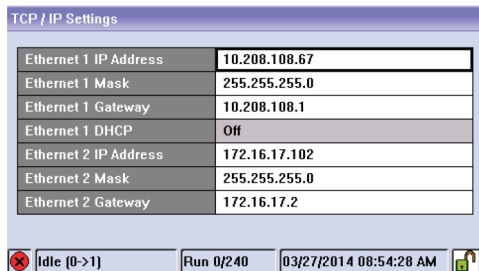 TCP / IP Settings
Ethernet 1 IP Address 10.208.108.67
Ethernet 1 Mask 255.255.255.0
Ethernet 1 Gateway 10.208.108.1
Ethernet 1 DHCP Off
Ethernet 2 IP Address 172.16.17.102
Ethernet 2 Mask 255.255.255.0
Ethernet 2 Gateway 172.16.17.2
Idle (0->1) Run 0/240 03/27/2014 08:54:28 AM